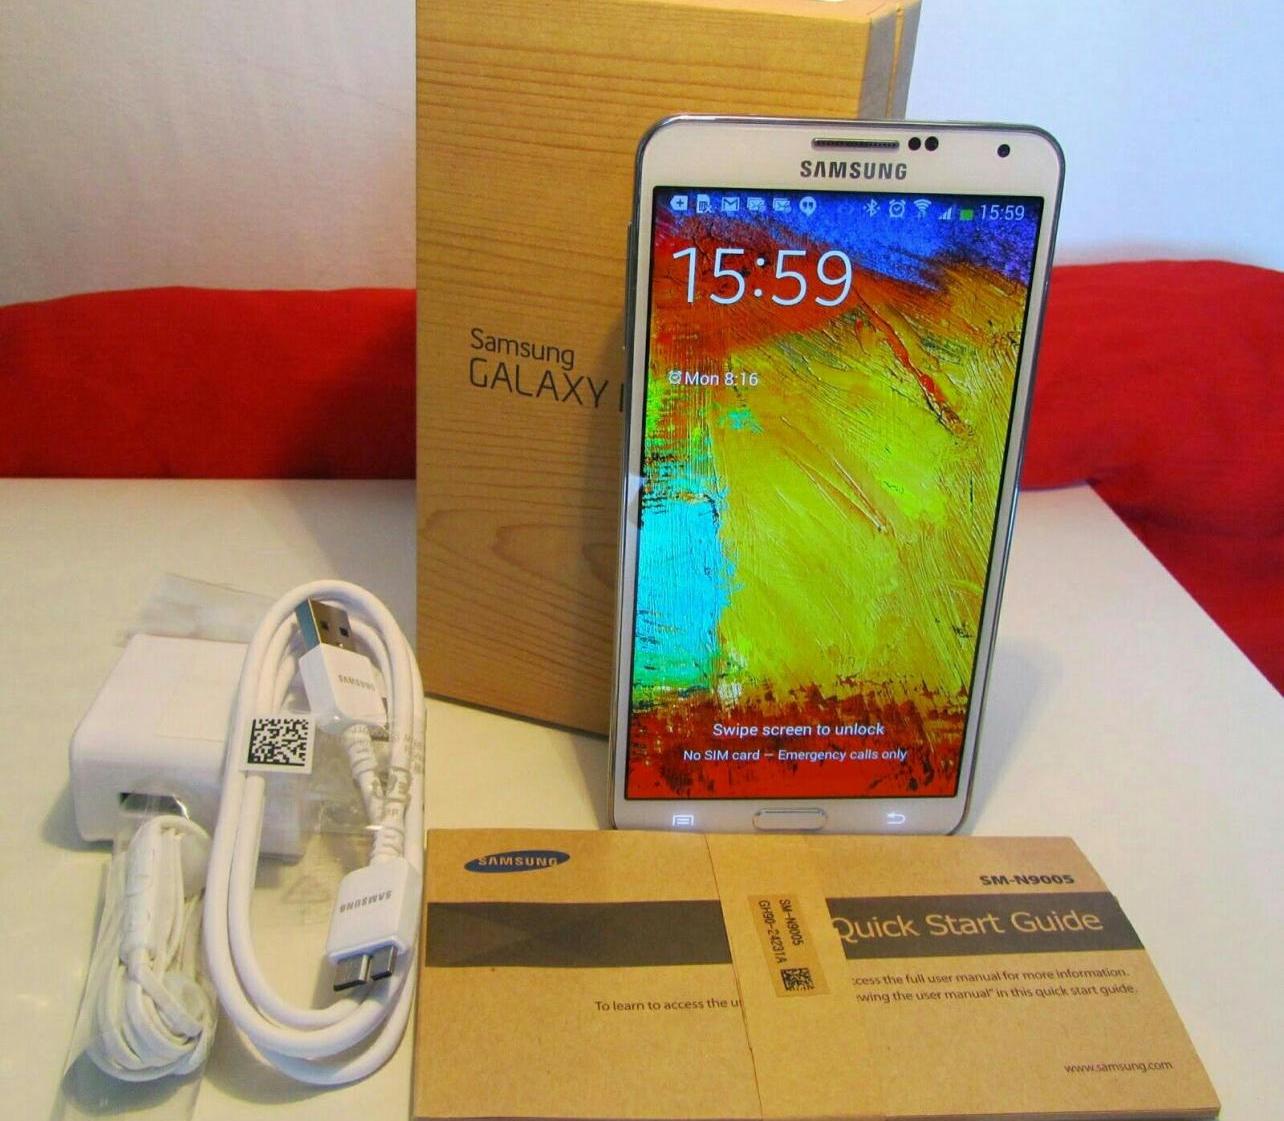 Samsung
GALAXY
SAMSUNG
15:59
15:59
Mon 8:16
Swipe screen to unlock
No SIM card — Emergency calls only
SAMSUNG
SAMSUNG
SAMSUNG
SM-N9005
Quick Start Guide
SM-N9005
GH90-24231A
ccess the full user manual for more information.
To learn to access the u
wing the user manual" in this quick start guide.
www.samsung.com